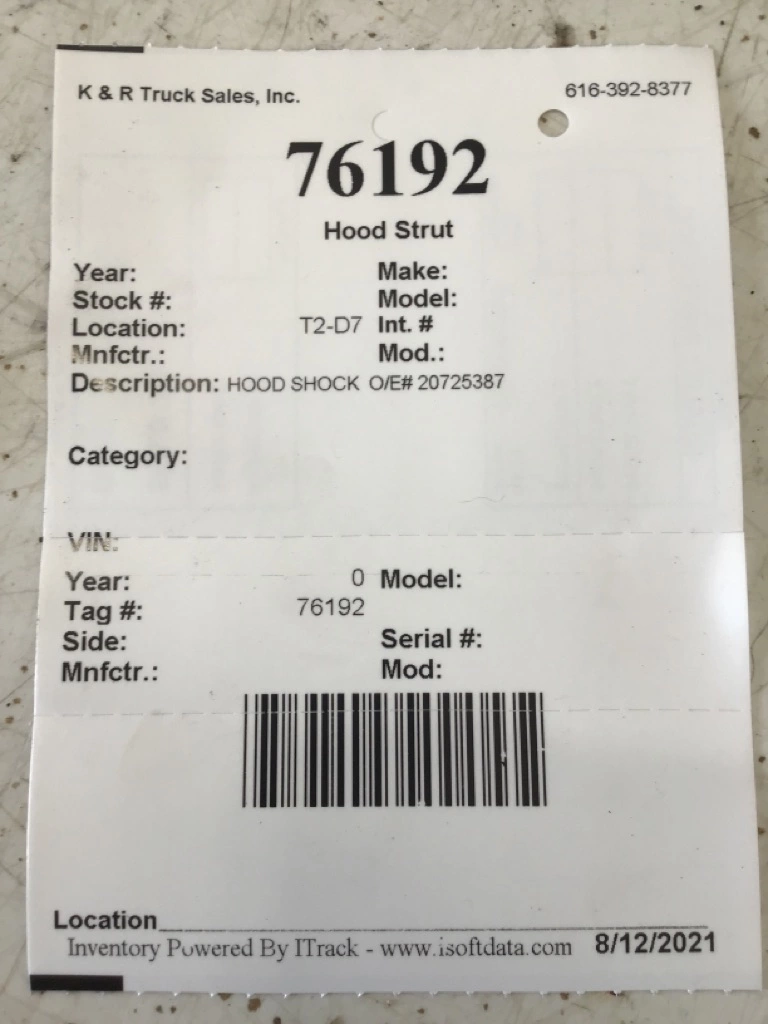 K & R Truck Sales, Inc. 616-392-8377
76192
Hood Strut
Year: Make:
Stock #: Model:
Location: T2-D7 Int. #
Mnfctr.: Mod.:
Description: HOOD SHOCK O/E# 20725387
Category:
VIN:
Year: 0 Model:
Tag #: 76192
Side: Serial #:
Mnfctr.: Mod:
Location
Inventory Powered By ITrack - www.isoftdata.com 8/12/2021